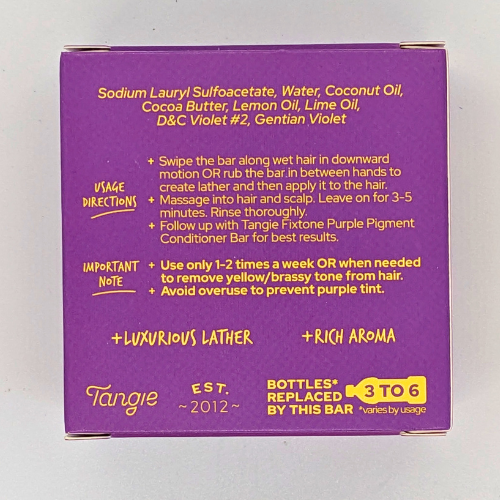 Sodium Lauryl Sulfoacetate, Water, Coconut Oil,
Cocoa Butter, Lemon Oil, Lime Oil,
D&C Violet #2, Gentian Violet
USAGE
DIRECTIONS
+ Swipe the bar along wet hair in downward
motion OR rub the bar in between hands to
create lather and then apply it to the hair.
+ Massage into hair and scalp. Leave on for 3-5
minutes. Rinse thoroughly.
+ Follow up with Tangie Fixtone Purple Pigment
Conditioner Bar for best results.
IMPORTANT
NOTE
+ Use only 1-2 times a week OR when needed
to remove yellow/brassy tone from hair.
+ Avoid overuse to prevent purple tint.
+LUXURIOUS LATHER
+RICH AROMA
Tangie
EST.
~2012~
BOTTLES*
REPLACED
BY THIS BAR
3 TO 6
*varies by usage